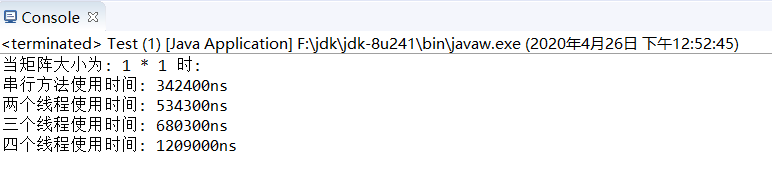 Console
<terminated> Test (1) [Java Application] F:\jdk\jdk-8u241\bin\javaw.exe (2020年4月26日 下午12:52:45)
当矩阵大小为: 1 * 1 时:
串行方法使用时间: 342400ns
两个线程使用时间: 534300ns
三个线程使用时间: 680300ns
四个线程使用时间: 1209000ns